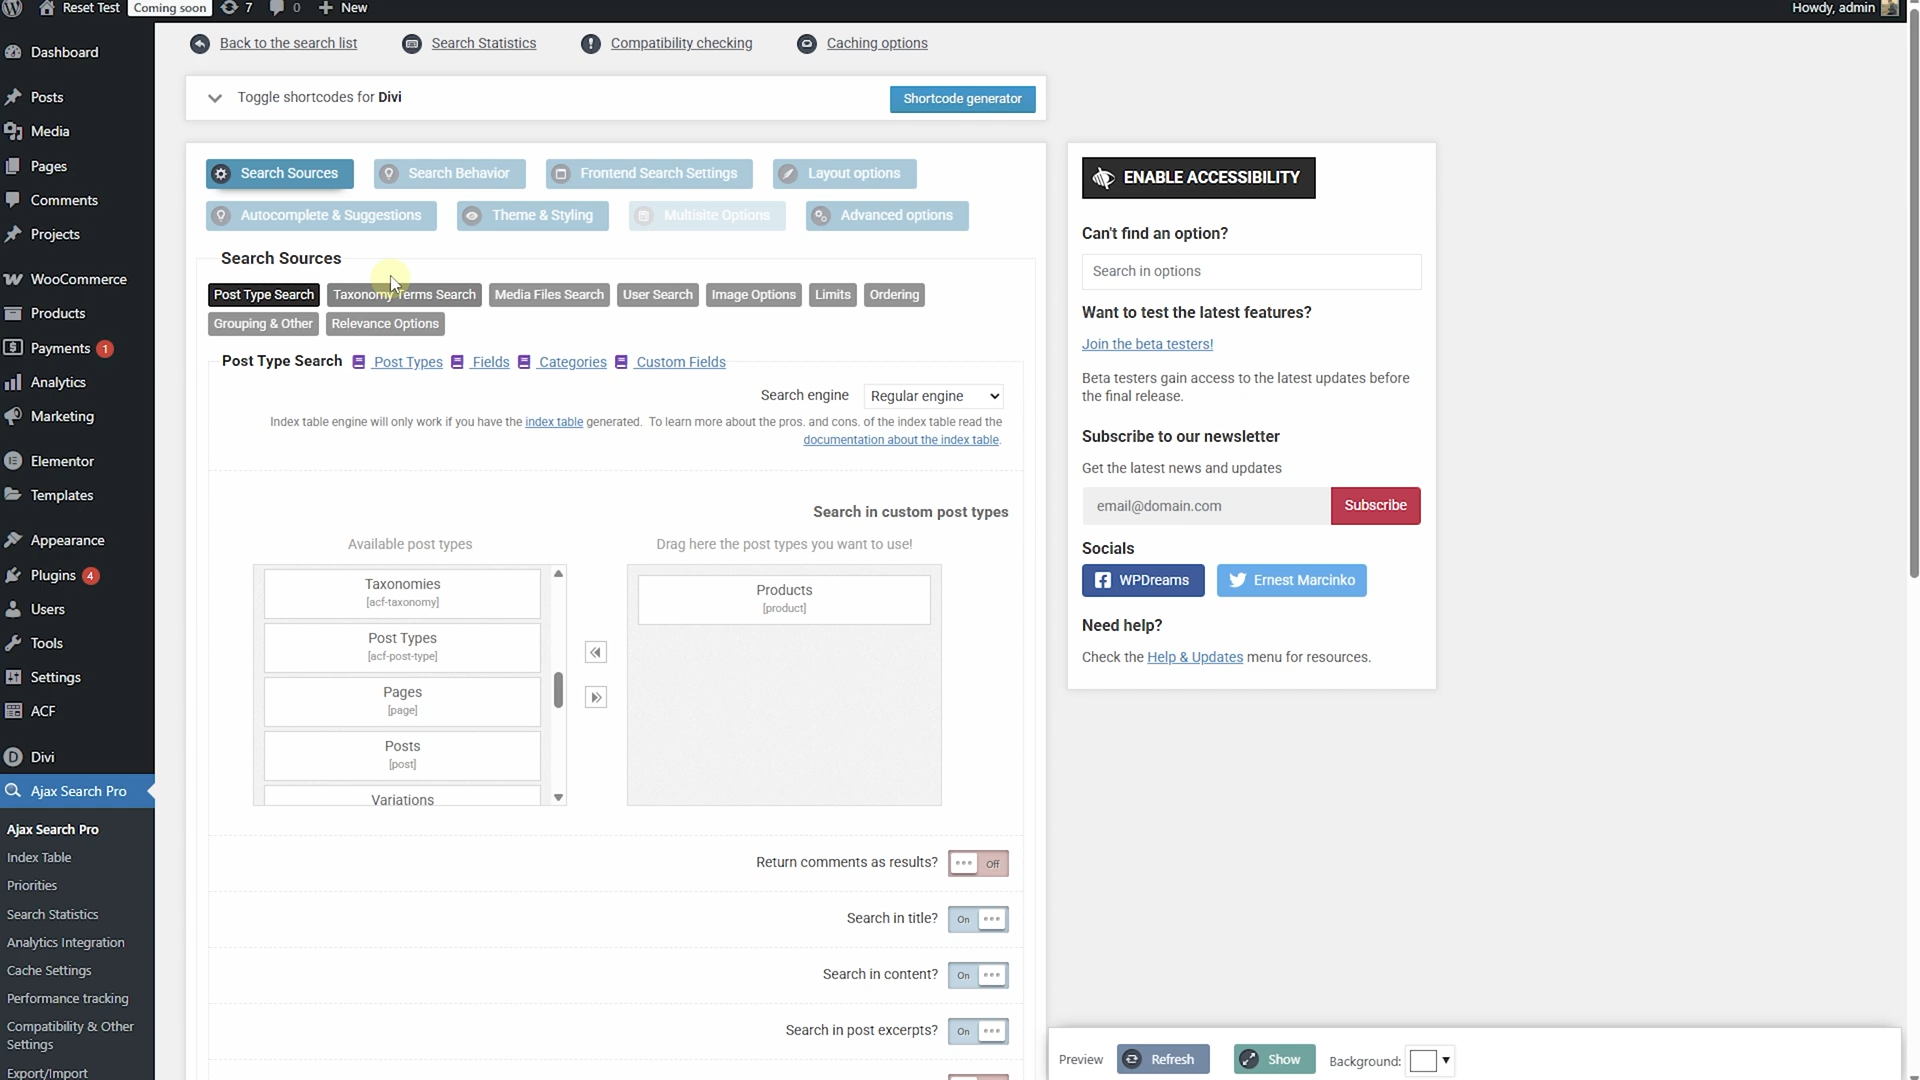 Reset Test Coming soon 7 0 New Howdy, admin
Dashboard
Posts
Media
Pages
Comments
Projects
WooCommerce
Products
Payments 1
Analytics
Marketing
Elementor
Templates
Appearance
Plugins 4
Users
Tools
Settings
ACF
Divi
Ajax Search Pro
Ajax Search Pro
Index Table
Priorities
Search Statistics
Analytics Integration
Cache Settings
Performance tracking
Compatibility & Other
Settings
Export/Import
Back to the search list Search Statistics Compatibility checking Caching options
Toggle shortcodes for Divi Shortcode generator
Search Sources Search Behavior Frontend Search Settings Layout options
Autocomplete & Suggestions Theme & Styling Multisite Options Advanced options
Search Sources
Post Type Search Taxonomy Terms Search Media Files Search User Search Image Options Limits Ordering
Grouping & Other Relevance Options
Post Type Search Post Types Fields Categories Custom Fields
Search engine Regular engine
Index table engine will only work if you have the index table generated. To learn more about the pros. and cons. of the index table read the
documentation about the index table.
Search in custom post types
Available post types
Taxonomies
[acf-taxonomy]
Post Types
[acf-post-type]
Pages
[page]
Posts
[post]
Variations
Drag here the post types you want to use!
Products
[product]
Return comments as results? Off
Search in title? On
Search in content? On
Search in post excerpts? On
ENABLE ACCESSIBILITY
Can't find an option?
Search in options
Want to test the latest features?
Join the beta testers!
Beta testers gain access to the latest updates before
the final release.
Subscribe to our newsletter
Get the latest news and updates
email@domain.com Subscribe
Socials
WPDreams Ernest Marcinko
Need help?
Check the Help & Updates menu for resources.
Preview Refresh Show Background: